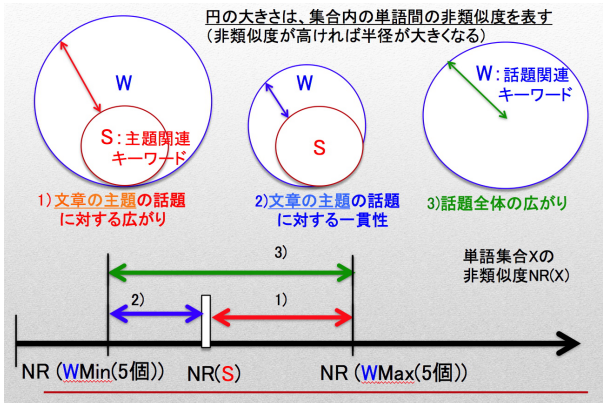 円の大きさは、集合内の単語間の非類似度を表す
(非類似度が高ければ半径が大きくなる)
W
S：主題関連
キーワード
1)文章の主題の話題
に対する広がり
W
S
2)文章の主題の話題
に対する一貫性
W：話題関連
キーワード
3)話題全体の広がり
単語集合Xの
非類似度NR(X)
3)
2)
1)
NR (WMin(5個))
NR(S)
NR (WMax(5個))